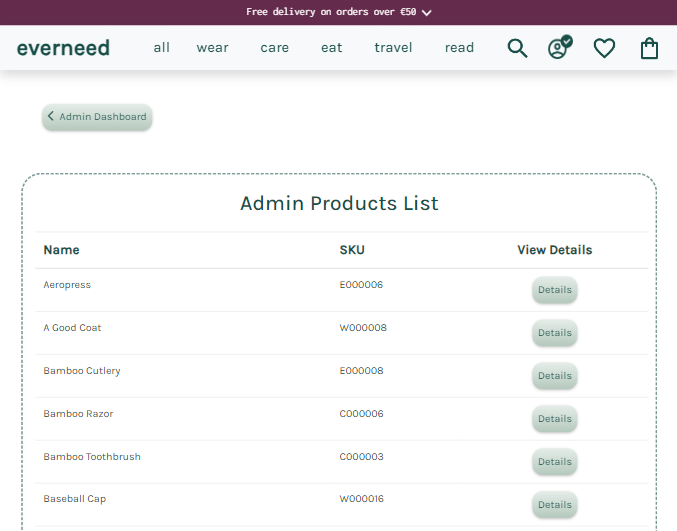 Free delivery on orders over €50
everneed all wear care eat travel read
Admin Dashboard
Admin Products List
Name SKU View Details
Aeropress E000006 Details
A Good Coat W000008 Details
Bamboo Cutlery E000008 Details
Bamboo Razor C000006 Details
Bamboo Toothbrush C000003 Details
Baseball Cap W000016 Details